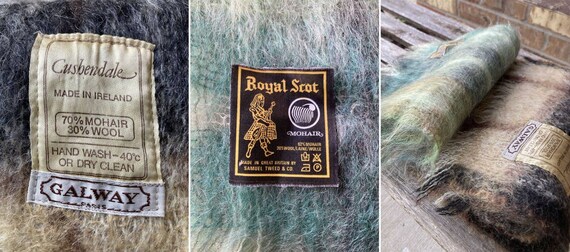 Cushendale
MADE IN IRELAND
70% MOHAIR
30% WOOL
HAND WASH – 40°C
OR DRY CLEAN
GALWAY
Royal Scot
MOHAIR
MADE IN GREAT BRITAIN BY
SAMUEL TWEED & CO.
GALWAY